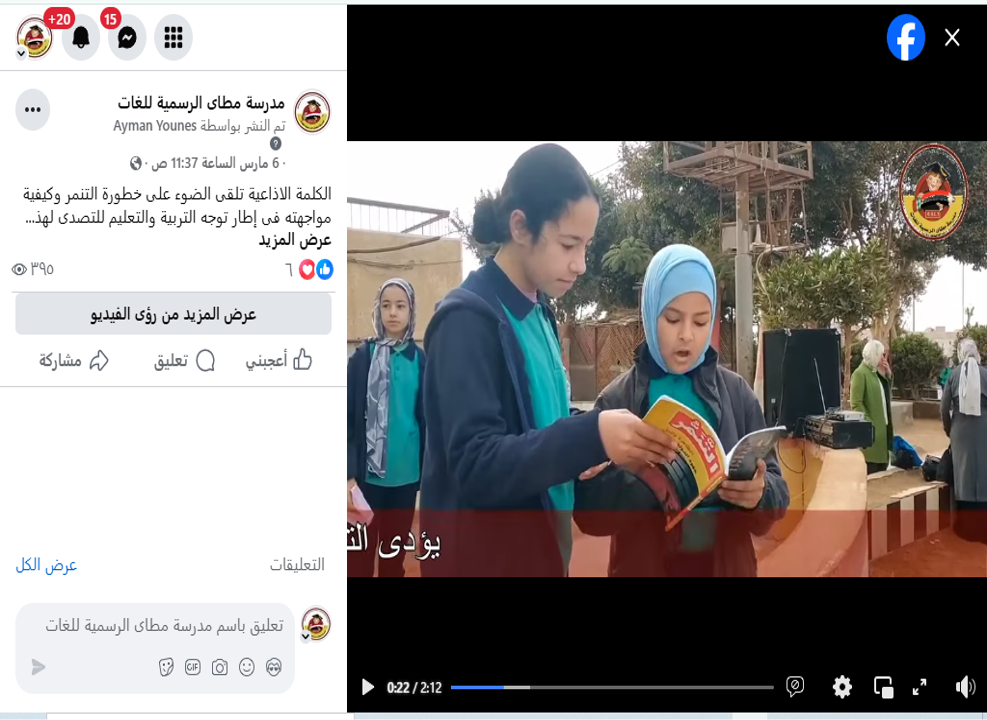 +20
15
مدرسة مطاى الرسمية للغات
تم النشر بواسطة Ayman Younes
· 6 مارس الساعة 11:37 ص ·
الكلمة الاذاعية تلقى الضوء على خطورة التنمر وكيفية
مواجهته فى إطار توجه التربية والتعليم للتصدى لهذ...
عرض المزيد
٦
٣٩٥
عرض المزيد من رؤى الفيديو
أعجبني
تعليق
مشاركة
التعليقات
عرض الكل
تعليق باسم مدرسة مطاى الرسمية للغات
GIF
التنمر
يؤدى الت
0:22 / 2:12